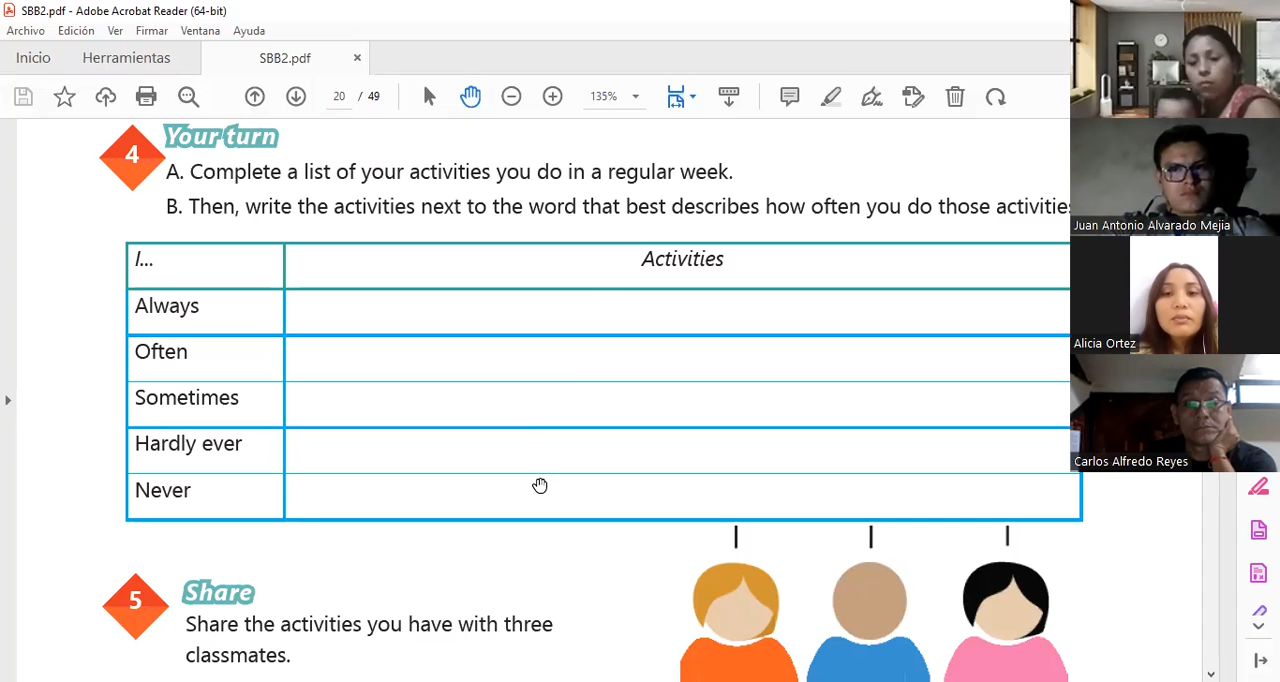 SBB2.pdf - Adobe Acrobat Reader (64-bit)
Archivo Edición Ver Firmar Ventana Ayuda
Inicio Herramientas SBB2.pdf ×
20 / 49 135%
4 Your turn
A. Complete a list of your activities you do in a regular week.
B. Then, write the activities next to the word that best describes how often you do those activities
I... Activities
Always
Often
Sometimes
Hardly ever
Never
5 Share
Share the activities you have with three
classmates.
Juan Antonio Alvarado Mejia
Alicia Ortez
Carlos Alfredo Reyes